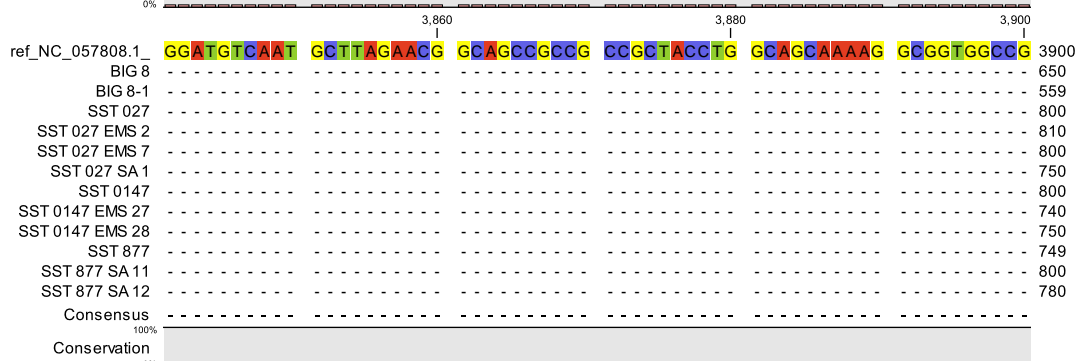 0%
3,860 3,880 3,900
ref_NC_057808.1_ GGATGTCAAT GCTTAGAACG GCAGCCGCCG CCGCTACCTG GCAGCAAAAG GCGGTGGCCG 3900
BIG 8 ---------- ---------- ---------- ---------- ---------- ---------- 650
BIG 8-1 ---------- ---------- ---------- ---------- ---------- ---------- 559
SST 027 ---------- ---------- ---------- ---------- ---------- ---------- 800
SST 027 EMS 2 ---------- ---------- ---------- ---------- ---------- ---------- 810
SST 027 EMS 7 ---------- ---------- ---------- ---------- ---------- ---------- 800
SST 027 SA 1 ---------- ---------- ---------- ---------- ---------- ---------- 750
SST 0147 ---------- ---------- ---------- ---------- ---------- ---------- 800
SST 0147 EMS 27 ---------- ---------- ---------- ---------- ---------- ---------- 740
SST 0147 EMS 28 ---------- ---------- ---------- ---------- ---------- ---------- 750
SST 877 ---------- ---------- ---------- ---------- ---------- ---------- 749
SST 877 SA 11 ---------- ---------- ---------- ---------- ---------- ---------- 800
SST 877 SA 12 ---------- ---------- ---------- ---------- ---------- ---------- 780
Consensus ---------- ---------- ---------- ---------- ---------- ----------
100%
Conservation